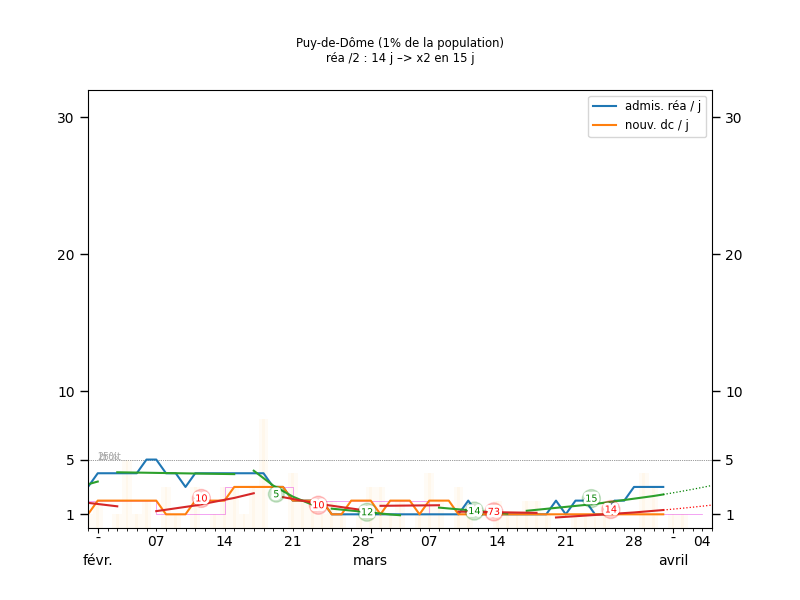 Puy-de-Dôme (1% de la population)
réa /2 : 14 j –> x2 en 15 j
admis. réa / j
nouv. dc / j
30 30
20 20
10 10
5 5
1 1
10 5 10 12 14 73 15 14
- 07 14 21 28 - 07 14 21 28 - 04
févr. mars avril